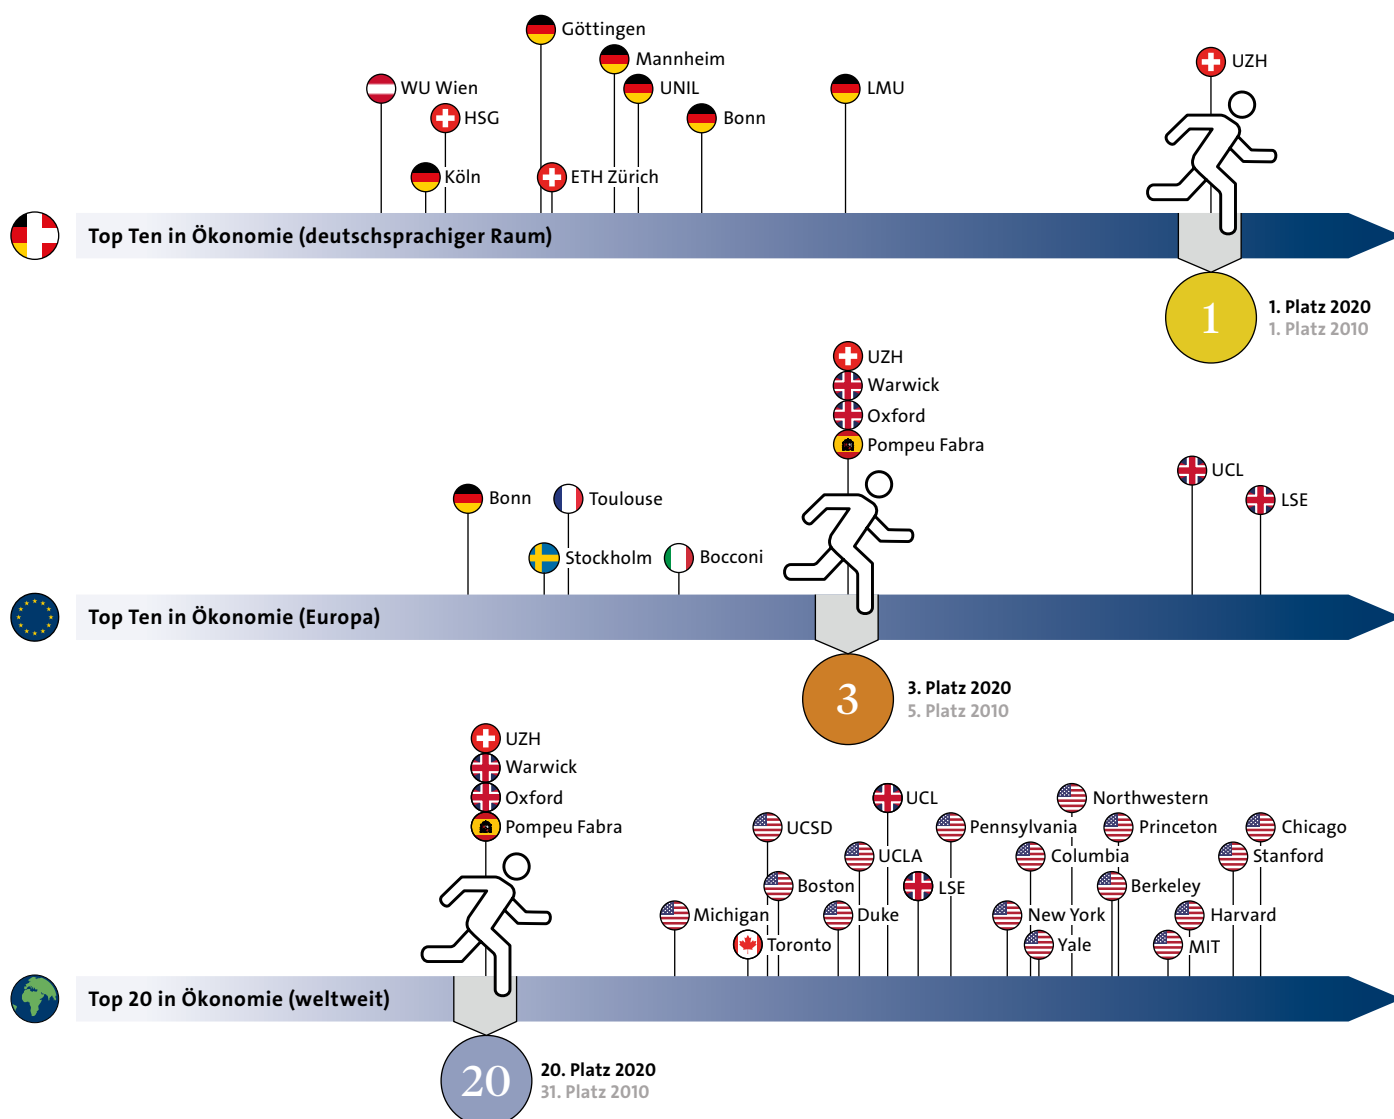 Göttingen
Mannheim
UZH
WU Wien
UNIL
LMU
HSG
Bonn
Köln
ETH Zürich
Top Ten in Ökonomie (deutschsprachiger Raum)
1
1. Platz 2020
1. Platz 2010
UZH
Warwick
Oxford
Pompeu Fabra
UCL
Bonn
Toulouse
LSE
Stockholm
Bocconi
Top Ten in Ökonomie (Europa)
3
3. Platz 2020
5. Platz 2010
UZH
Warwick
Oxford
Pompeu Fabra
UCL
Northwestern
UCSD
Pennsylvania
Princeton
Chicago
UCLA
Columbia
Stanford
Boston
LSE
Berkeley
Michigan
Duke
New York
Harvard
Toronto
Yale
MIT
Top 20 in Ökonomie (weltweit)
20
20. Platz 2020
31. Platz 2010